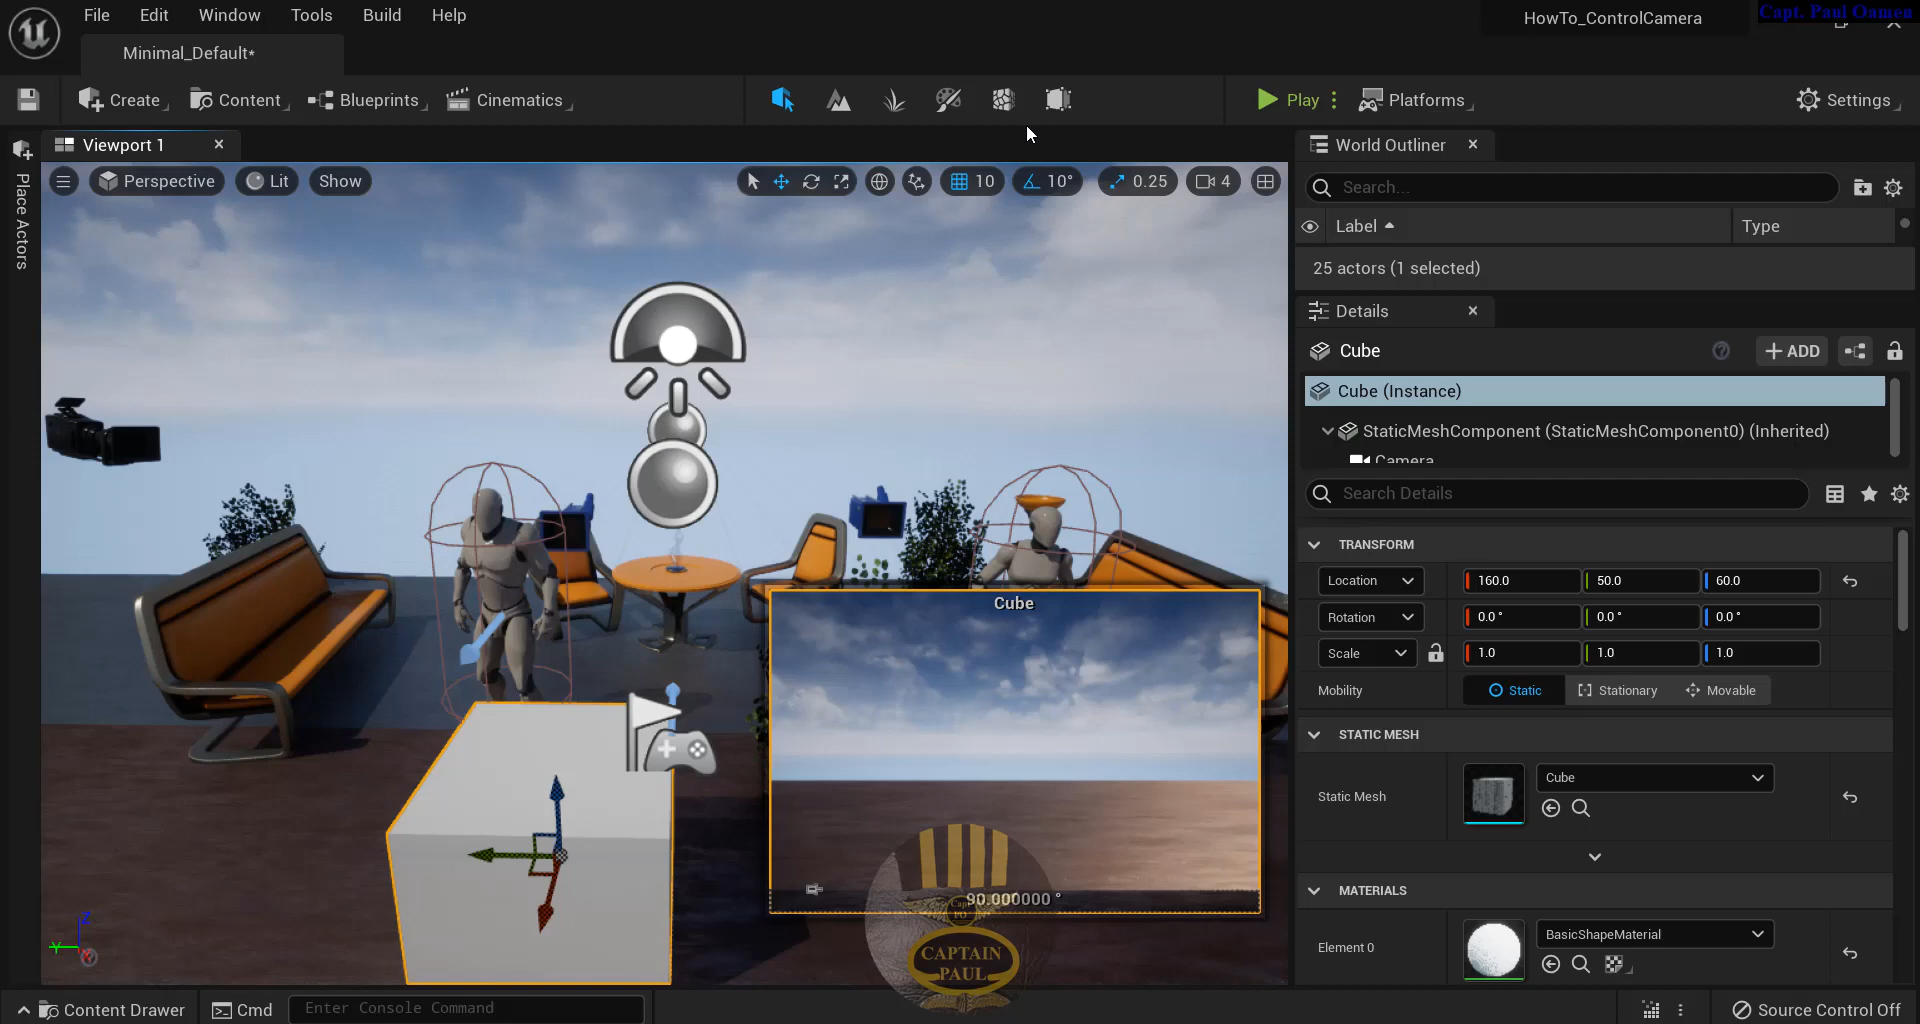 File Edit Window Tools Build Help
HowTo_ControlCamera
Capt. Paul Oamen
Minimal_Default*
Create Content Blueprints Cinematics
Play Platforms Settings
Place Actors
Viewport 1
Perspective Lit Show
10 10° 0.25 4
World Outliner
Search...
Label Type
25 actors (1 selected)
Details
Cube
+ ADD
Cube (Instance)
StaticMeshComponent (StaticMeshComponent0) (Inherited)
Camera
Search Details
TRANSFORM
Location 160.0 50.0 60.0
Rotation 0.0 ° 0.0 ° 0.0 °
Scale 1.0 1.0 1.0
Mobility Static Stationary Movable
STATIC MESH
Static Mesh Cube
MATERIALS
Element 0 BasicShapeMaterial
Cube
90.000000 °
Capt
PO
CAPTAIN
PAUL
Z
Y
X
Content Drawer Cmd Enter Console Command
Source Control Off